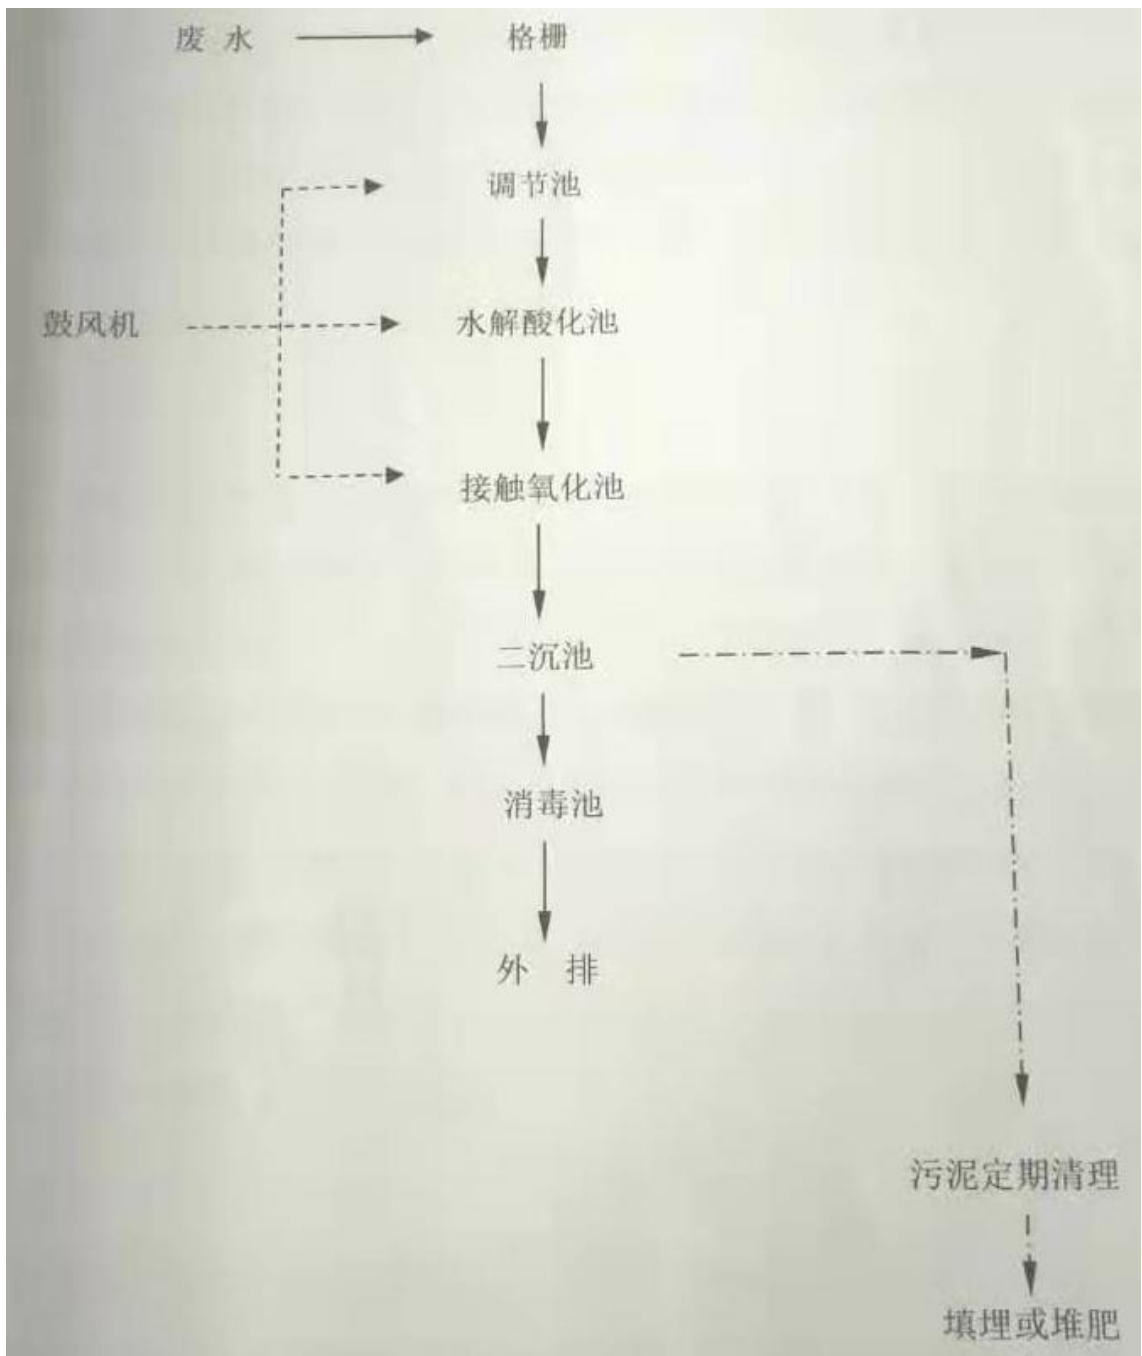 废 水 格栅
调节池
鼓风机 水解酸化池
接触氧化池
二沉池
消毒池
外 排
污泥定期清理
填埋或堆肥